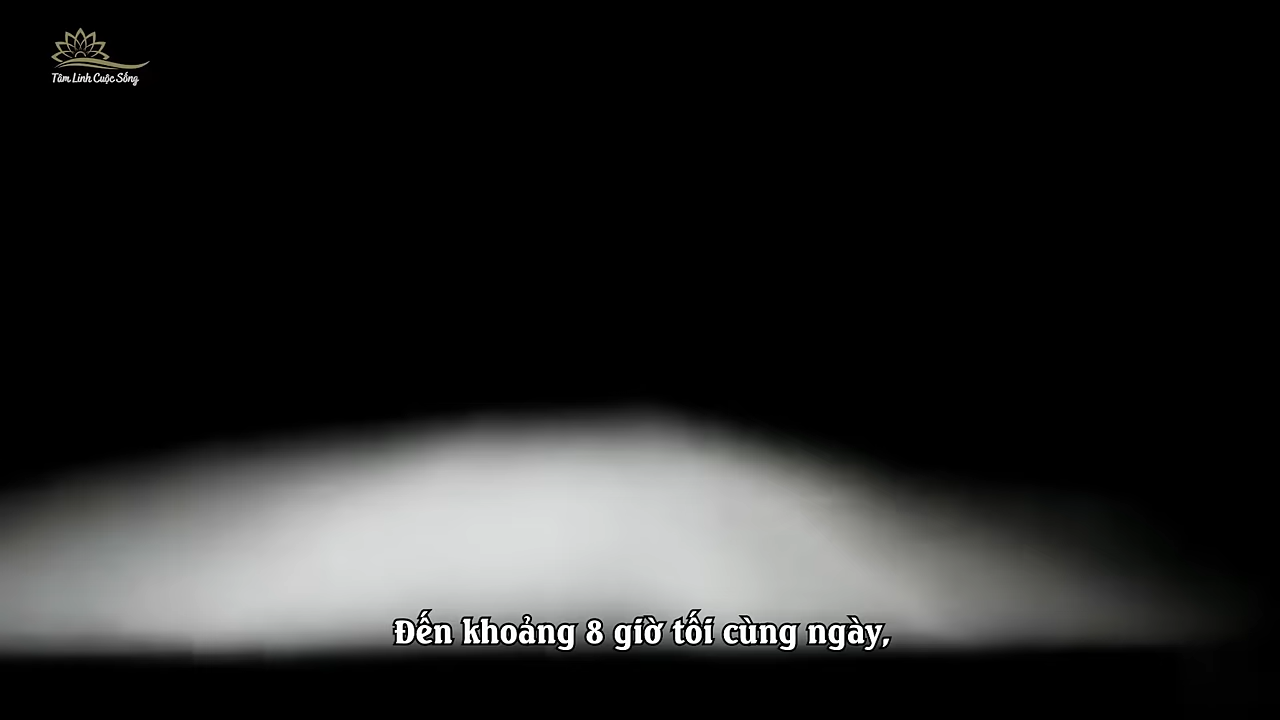 Tâm Linh Cuộc Sống
Đến khoảng 8 giờ tối cùng ngày,